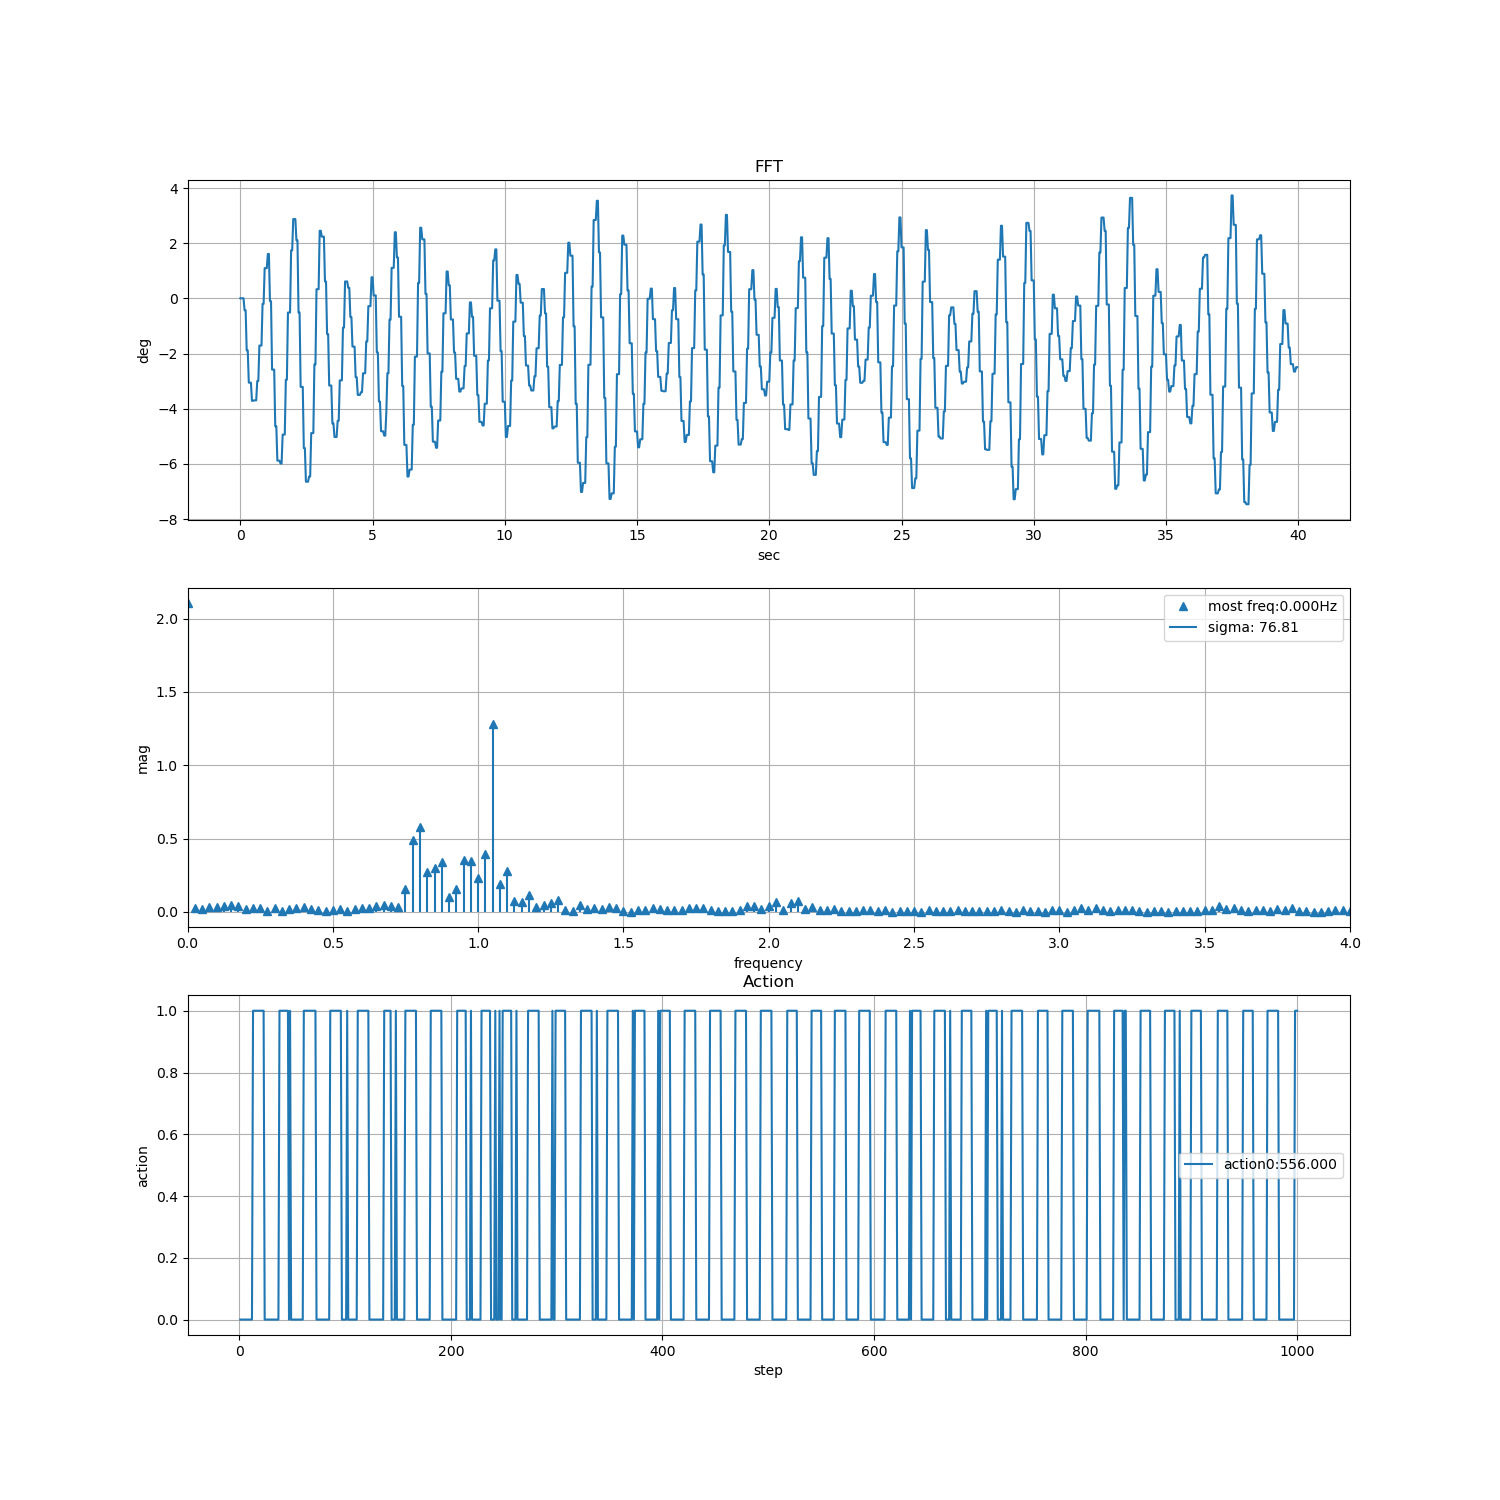 FFT
4
2
0
−2
−4
−6
−8
deg
0 5 10 15 20 25 30 35 40
sec
2.0
1.5
1.0
0.5
0.0
mag
most freq:0.000Hz
sigma: 76.81
0.0 0.5 1.0 1.5 2.0 2.5 3.0 3.5 4.0
frequency
Action
1.0
0.8
0.6
0.4
0.2
0.0
action
action0:556.000
0 200 400 600 800 1000
step